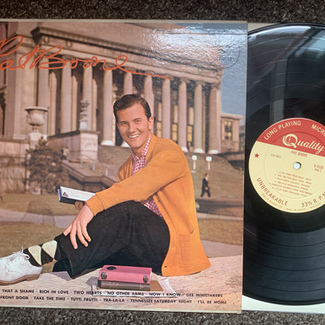 Pat Boone
THAT A SHAME · RICH IN LOVE · TWO HEARTS · NO OTHER ARMS · NOW I KNOW · GEE WHITTAKERS
FRONT DOOR · TAKE THE TIME · TUTTI FRUTTI · TRA-LA-LA · TENNESSEE SATURDAY NIGHT · I'LL BE HOME
LONG PLAYING
Quality
UNBREAKABLE
33⅓ R.P.